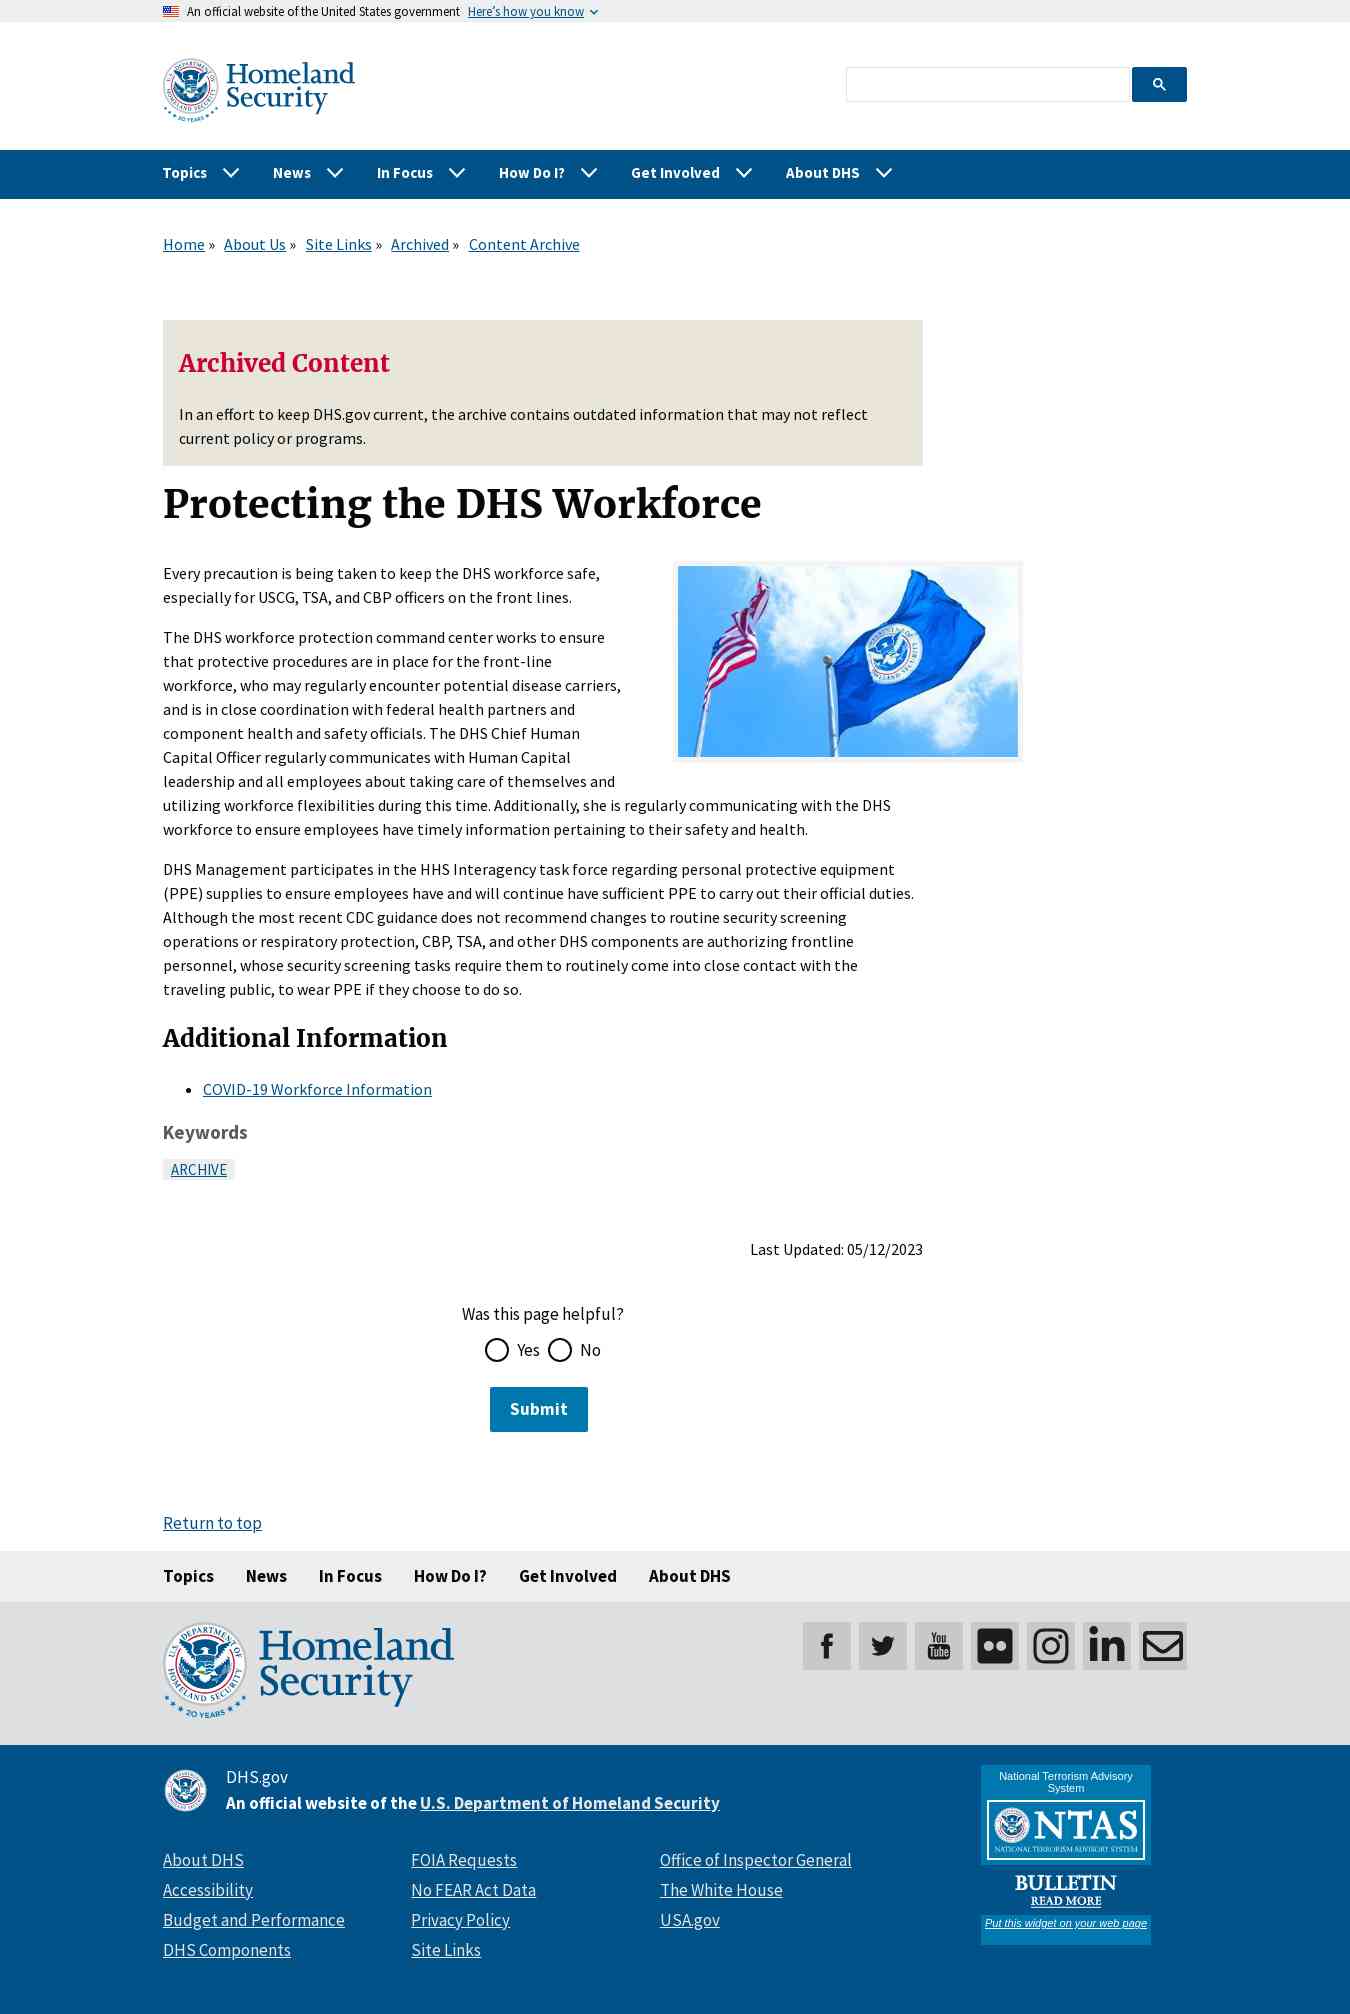 An official website of the United States government Here's how you know
U.S. DEPARTMENT OF HOMELAND SECURITY
20 YEARS
Homeland
Security
Topics News In Focus How Do I? Get Involved About DHS
Home » About Us » Site Links » Archived » Content Archive
Archived Content
In an effort to keep DHS.gov current, the archive contains outdated information that may not reflect
current policy or programs.
Protecting the DHS Workforce
Every precaution is being taken to keep the DHS workforce safe,
especially for USCG, TSA, and CBP officers on the front lines.
The DHS workforce protection command center works to ensure
that protective procedures are in place for the front-line
workforce, who may regularly encounter potential disease carriers,
and is in close coordination with federal health partners and
component health and safety officials. The DHS Chief Human
Capital Officer regularly communicates with Human Capital
leadership and all employees about taking care of themselves and
utilizing workforce flexibilities during this time. Additionally, she is regularly communicating with the DHS
workforce to ensure employees have timely information pertaining to their safety and health.
DHS Management participates in the HHS Interagency task force regarding personal protective equipment
(PPE) supplies to ensure employees have and will continue have sufficient PPE to carry out their official duties.
Although the most recent CDC guidance does not recommend changes to routine security screening
operations or respiratory protection, CBP, TSA, and other DHS components are authorizing frontline
personnel, whose security screening tasks require them to routinely come into close contact with the
traveling public, to wear PPE if they choose to do so.
Additional Information
COVID-19 Workforce Information
Keywords
ARCHIVE
Last Updated: 05/12/2023
Was this page helpful?
Yes No
Submit
Return to top
Topics News In Focus How Do I? Get Involved About DHS
U.S. DEPARTMENT OF HOMELAND SECURITY
20 YEARS
Homeland
Security
You
Tube
DHS.gov
An official website of the U.S. Department of Homeland Security
About DHS
Accessibility
Budget and Performance
DHS Components
FOIA Requests
No FEAR Act Data
Privacy Policy
Site Links
Office of Inspector General
The White House
USA.gov
National Terrorism Advisory
System
NTAS
NATIONAL TERRORISM ADVISORY SYSTEM
BULLETIN
READ MORE
Put this widget on your web page